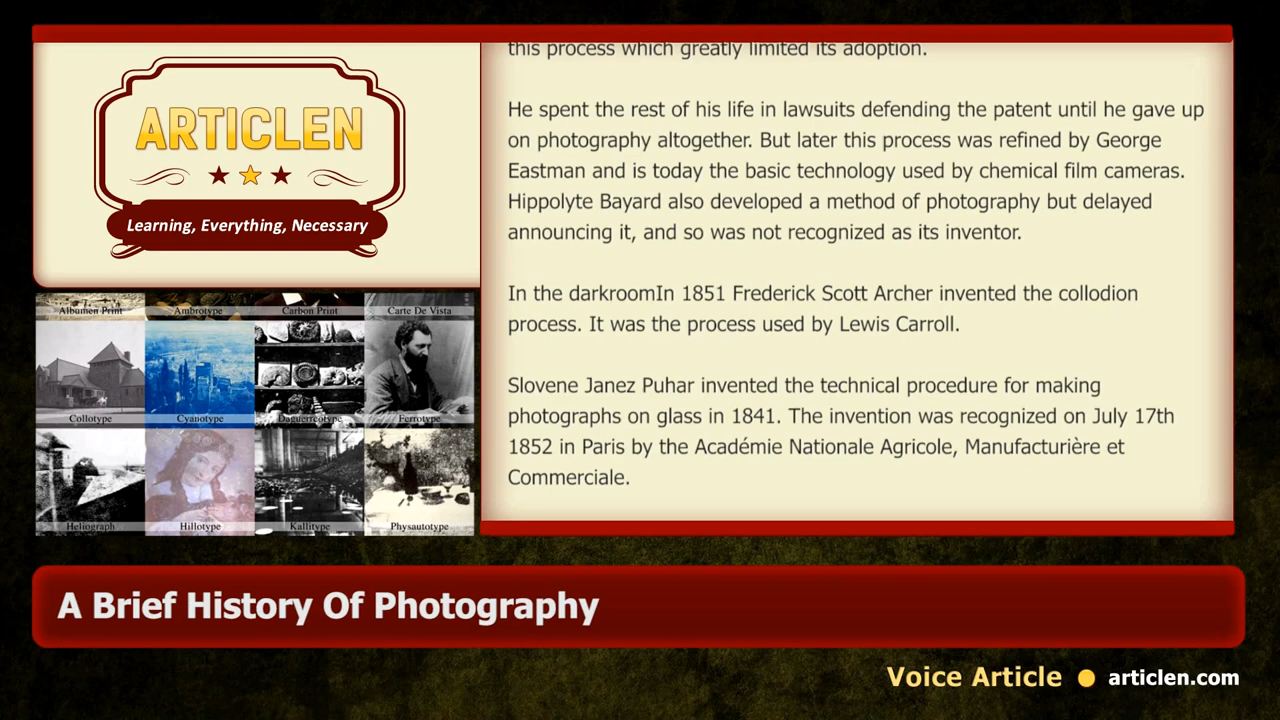 ARTICLEN
Learning, Everything, Necessary
Albumen Print
Ambrotype
Carbon Print
Carte De Vista
Collotype
Cyanotype
Daguerreotype
Ferrotype
Heliograph
Hillotype
Kallitype
Physautotype
this process which greatly limited its adoption.
He spent the rest of his life in lawsuits defending the patent until he gave up
on photography altogether. But later this process was refined by George
Eastman and is today the basic technology used by chemical film cameras.
Hippolyte Bayard also developed a method of photography but delayed
announcing it, and so was not recognized as its inventor.
In the darkroomIn 1851 Frederick Scott Archer invented the collodion
process. It was the process used by Lewis Carroll.
Slovene Janez Puhar invented the technical procedure for making
photographs on glass in 1841. The invention was recognized on July 17th
1852 in Paris by the Académie Nationale Agricole, Manufacturière et
Commerciale.
A Brief History Of Photography
Voice Article ● articlen.com